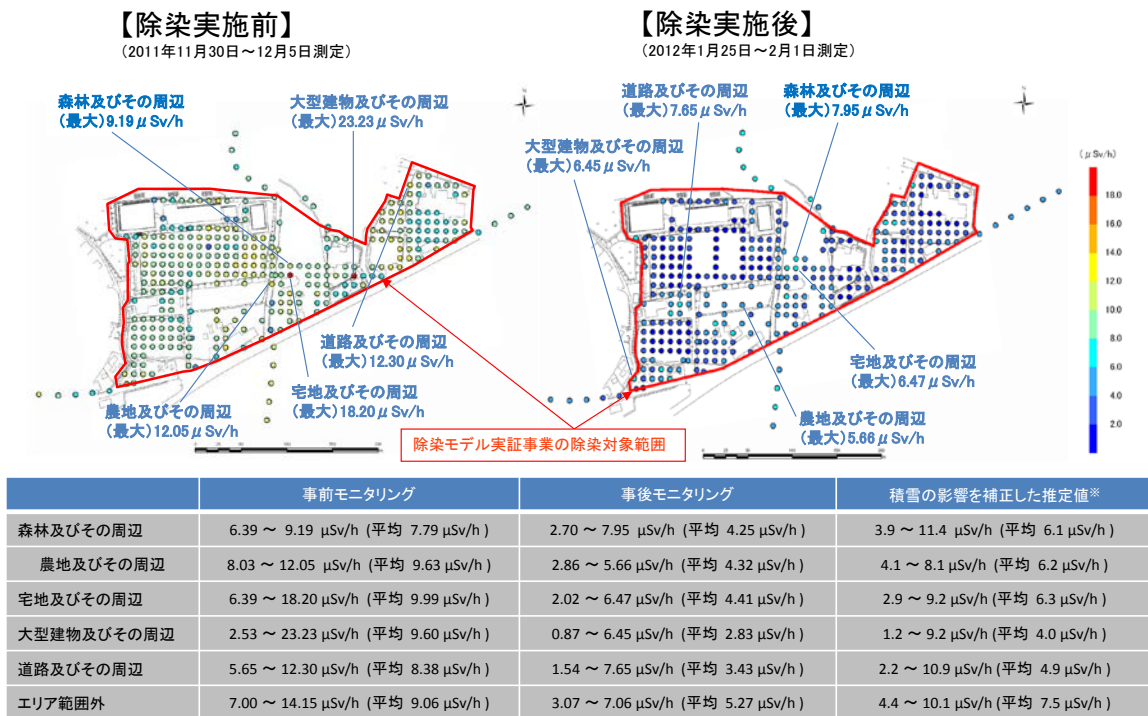 【除染実施前】
(2011年11月30日～12月5日測定)
森林及びその周辺
(最大)9.19μSv/h
大型建物及びその周辺
(最大)23.23μSv/h
道路及びその周辺
(最大)12.30μSv/h
宅地及びその周辺
(最大)18.20μSv/h
農地及びその周辺
(最大)12.05μSv/h
【除染実施後】
(2012年1月25日～2月1日測定)
道路及びその周辺
(最大)7.65μSv/h
森林及びその周辺
(最大)7.95μSv/h
大型建物及びその周辺
(最大)6.45μSv/h
宅地及びその周辺
(最大)6.47μSv/h
農地及びその周辺
(最大)5.66μSv/h
除染モデル実証事業の除染対象範囲
(μSv/h)
18.0
16.0
14.0
12.0
10.0
8.0
6.0
4.0
2.0
事前モニタリング 事後モニタリング 積雪の影響を補正した推定値※
森林及びその周辺 6.39 ～ 9.19 μSv/h (平均 7.79 μSv/h ) 2.70 ～ 7.95 μSv/h (平均 4.25 μSv/h ) 3.9 ～ 11.4 μSv/h (平均 6.1 μSv/h )
農地及びその周辺 8.03 ～ 12.05 μSv/h (平均 9.63 μSv/h ) 2.86 ～ 5.66 μSv/h (平均 4.32 μSv/h ) 4.1 ～ 8.1 μSv/h (平均 6.2 μSv/h )
宅地及びその周辺 6.39 ～ 18.20 μSv/h (平均 9.99 μSv/h ) 2.02 ～ 6.47 μSv/h (平均 4.41 μSv/h ) 2.9 ～ 9.2 μSv/h (平均 6.3 μSv/h )
大型建物及びその周辺 2.53 ～ 23.23 μSv/h (平均 9.60 μSv/h ) 0.87 ～ 6.45 μSv/h (平均 2.83 μSv/h ) 1.2 ～ 9.2 μSv/h (平均 4.0 μSv/h )
道路及びその周辺 5.65 ～ 12.30 μSv/h (平均 8.38 μSv/h ) 1.54 ～ 7.65 μSv/h (平均 3.43 μSv/h ) 2.2 ～ 10.9 μSv/h (平均 4.9 μSv/h )
エリア範囲外 7.00 ～ 14.15 μSv/h (平均 9.06 μSv/h ) 3.07 ～ 7.06 μSv/h (平均 5.27 μSv/h ) 4.4 ～ 10.1 μSv/h (平均 7.5 μSv/h )